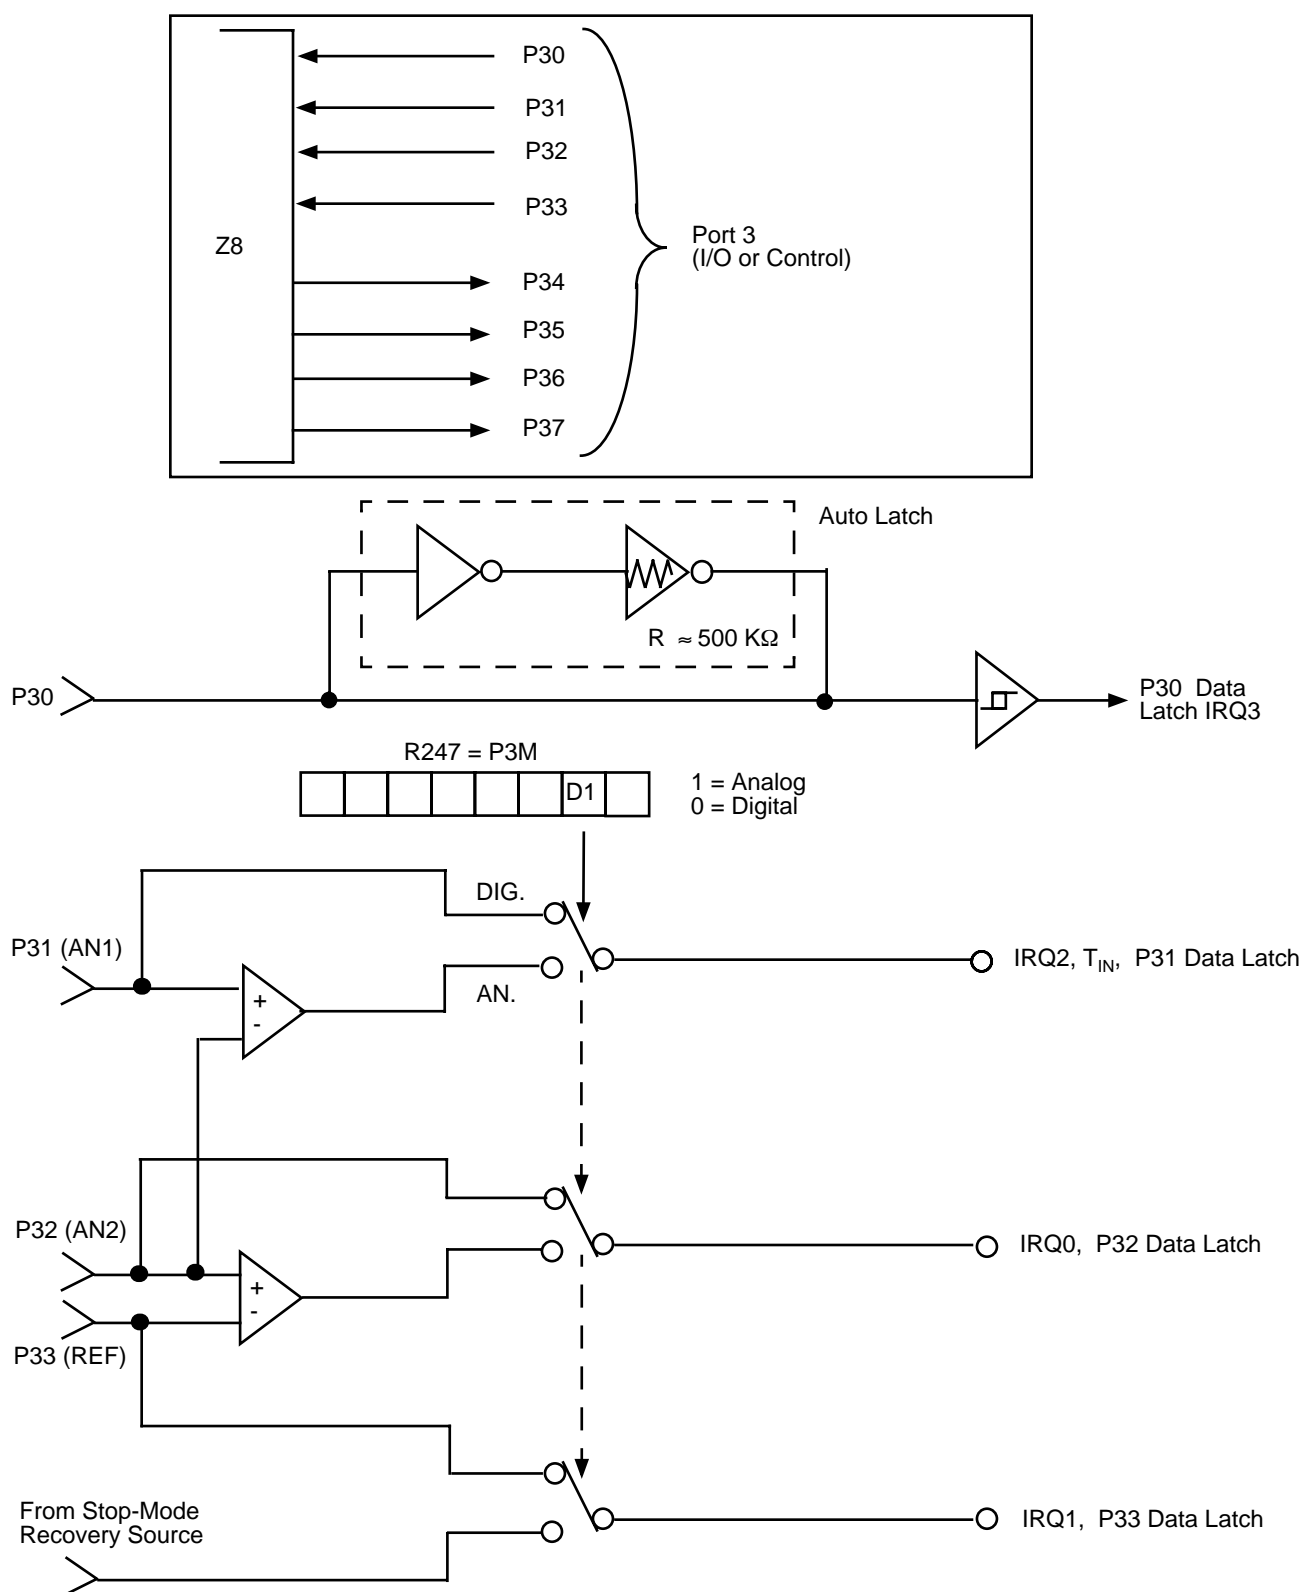 P30
P31
P32
P33
Z8
Port 3
(I/O or Control)
P34
P35
P36
P37
Auto Latch
R ≈ 500 KΩ
P30
P30 Data
Latch IRQ3
R247 = P3M
D1
1 = Analog
0 = Digital
DIG.
P31 (AN1)
IRQ2, TIN, P31 Data Latch
AN.
+
-
P32 (AN2)
IRQ0, P32 Data Latch
+
-
P33 (REF)
From Stop-Mode
Recovery Source
IRQ1, P33 Data Latch